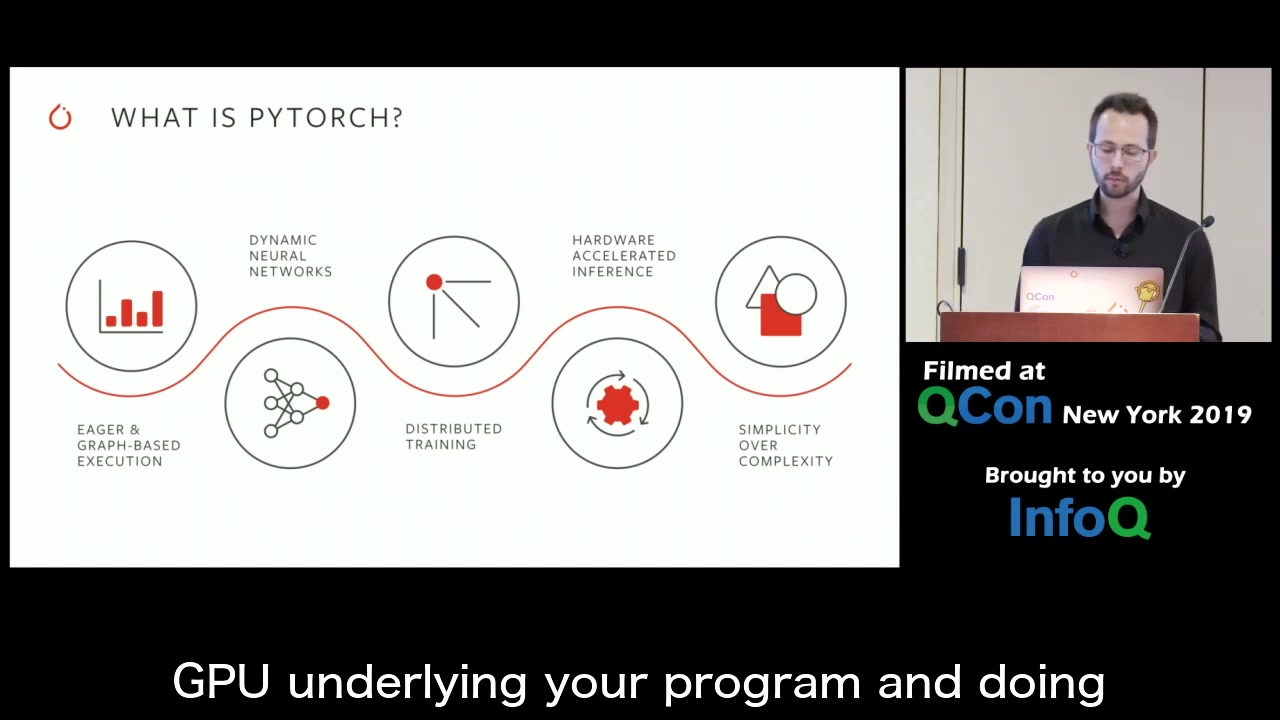 WHAT IS PYTORCH?
DYNAMIC
NEURAL
NETWORKS
HARDWARE
ACCELERATED
INFERENCE
EAGER &
GRAPH-BASED
EXECUTION
DISTRIBUTED
TRAINING
SIMPLICITY
OVER
COMPLEXITY
QCon
Filmed at
QCon New York 2019
Brought to you by
InfoQ
GPU underlying your program and doing